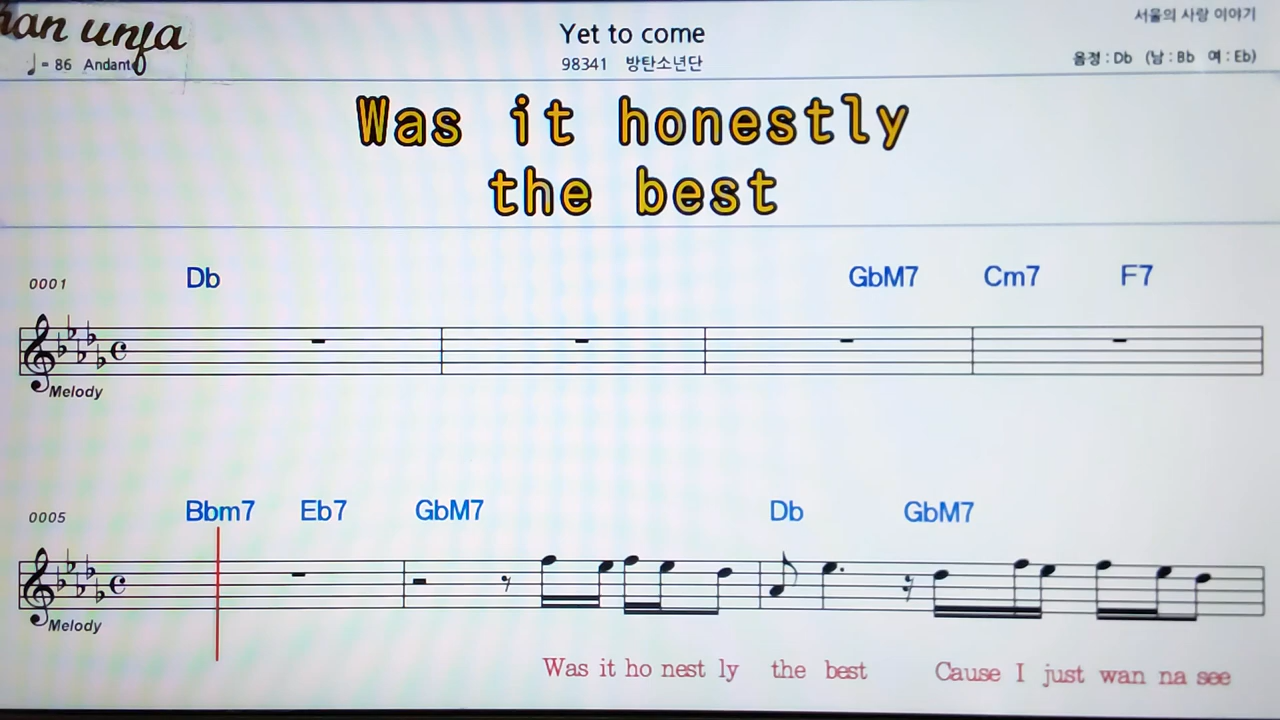 han unfa
♩= 86 Andante
Yet to come
98341 방탄소년단
서울의 사랑 이야기
음정 : Db (남 : Bb 여 : Eb)
Was it honestly
the best
0001 Db GbM7 Cm7 F7
Melody
0005 Bbm7 Eb7 GbM7 Db GbM7
Melody
Was it ho nest ly the best Cause I just wan na see